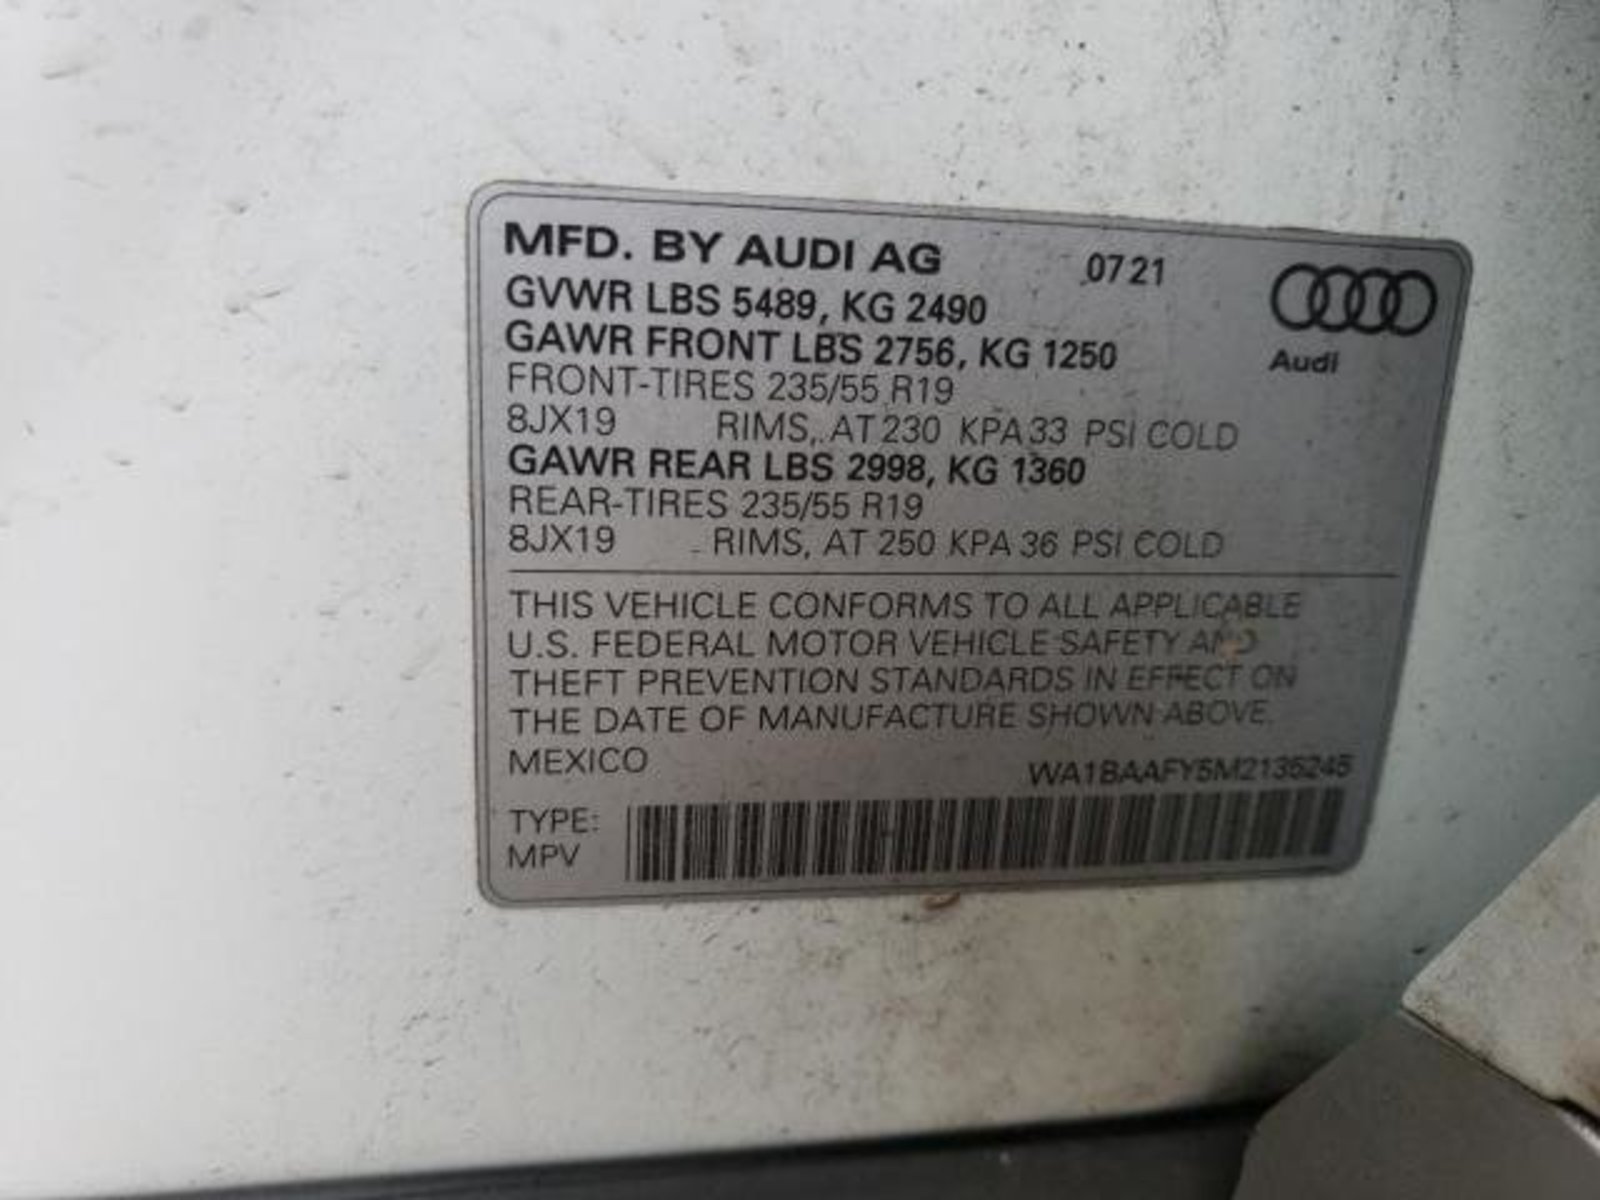 MFD. BY AUDI AG 07 21
GVWR LBS 5489, KG 2490
GAWR FRONT LBS 2756, KG 1250
Audi
FRONT-TIRES 235/55 R19
8JX19 RIMS, AT 230 KPA 33 PSI COLD
GAWR REAR LBS 2998, KG 1360
REAR-TIRES 235/55 R19
8JX19 RIMS, AT 250 KPA 36 PSI COLD
THIS VEHICLE CONFORMS TO ALL APPLICABLE
U.S. FEDERAL MOTOR VEHICLE SAFETY AND
THEFT PREVENTION STANDARDS IN EFFECT ON
THE DATE OF MANUFACTURE SHOWN ABOVE.
MEXICO WA1BAAFY5M2135245
TYPE:
MPV